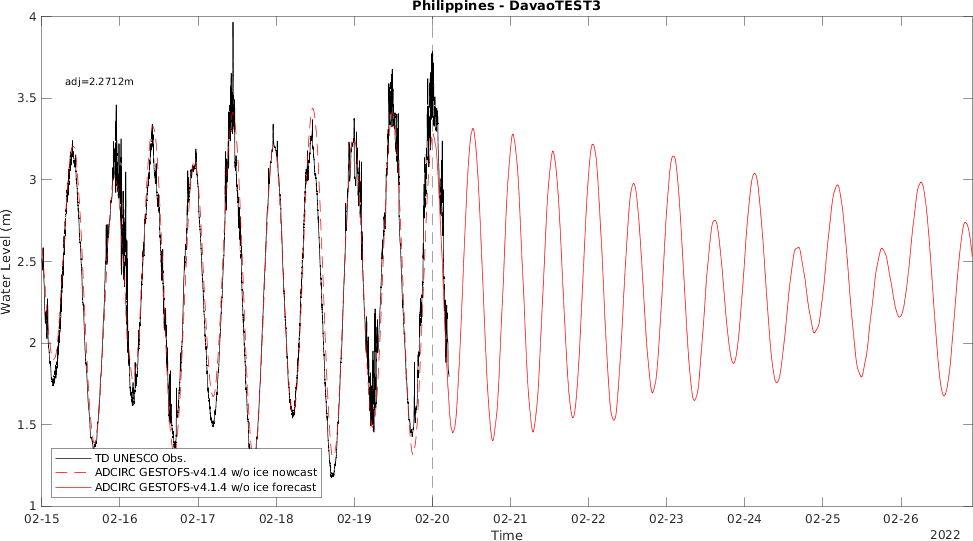 Philippines - DavaoTEST3
adj=2.2712m
4
3.5
3
2.5
2
1.5
1
Water Level (m)
TD UNESCO Obs.
ADCIRC GESTOFS-v4.1.4 w/o ice nowcast
ADCIRC GESTOFS-v4.1.4 w/o ice forecast
02-15 02-16 02-17 02-18 02-19 02-20 02-21 02-22 02-23 02-24 02-25 02-26
Time
2022